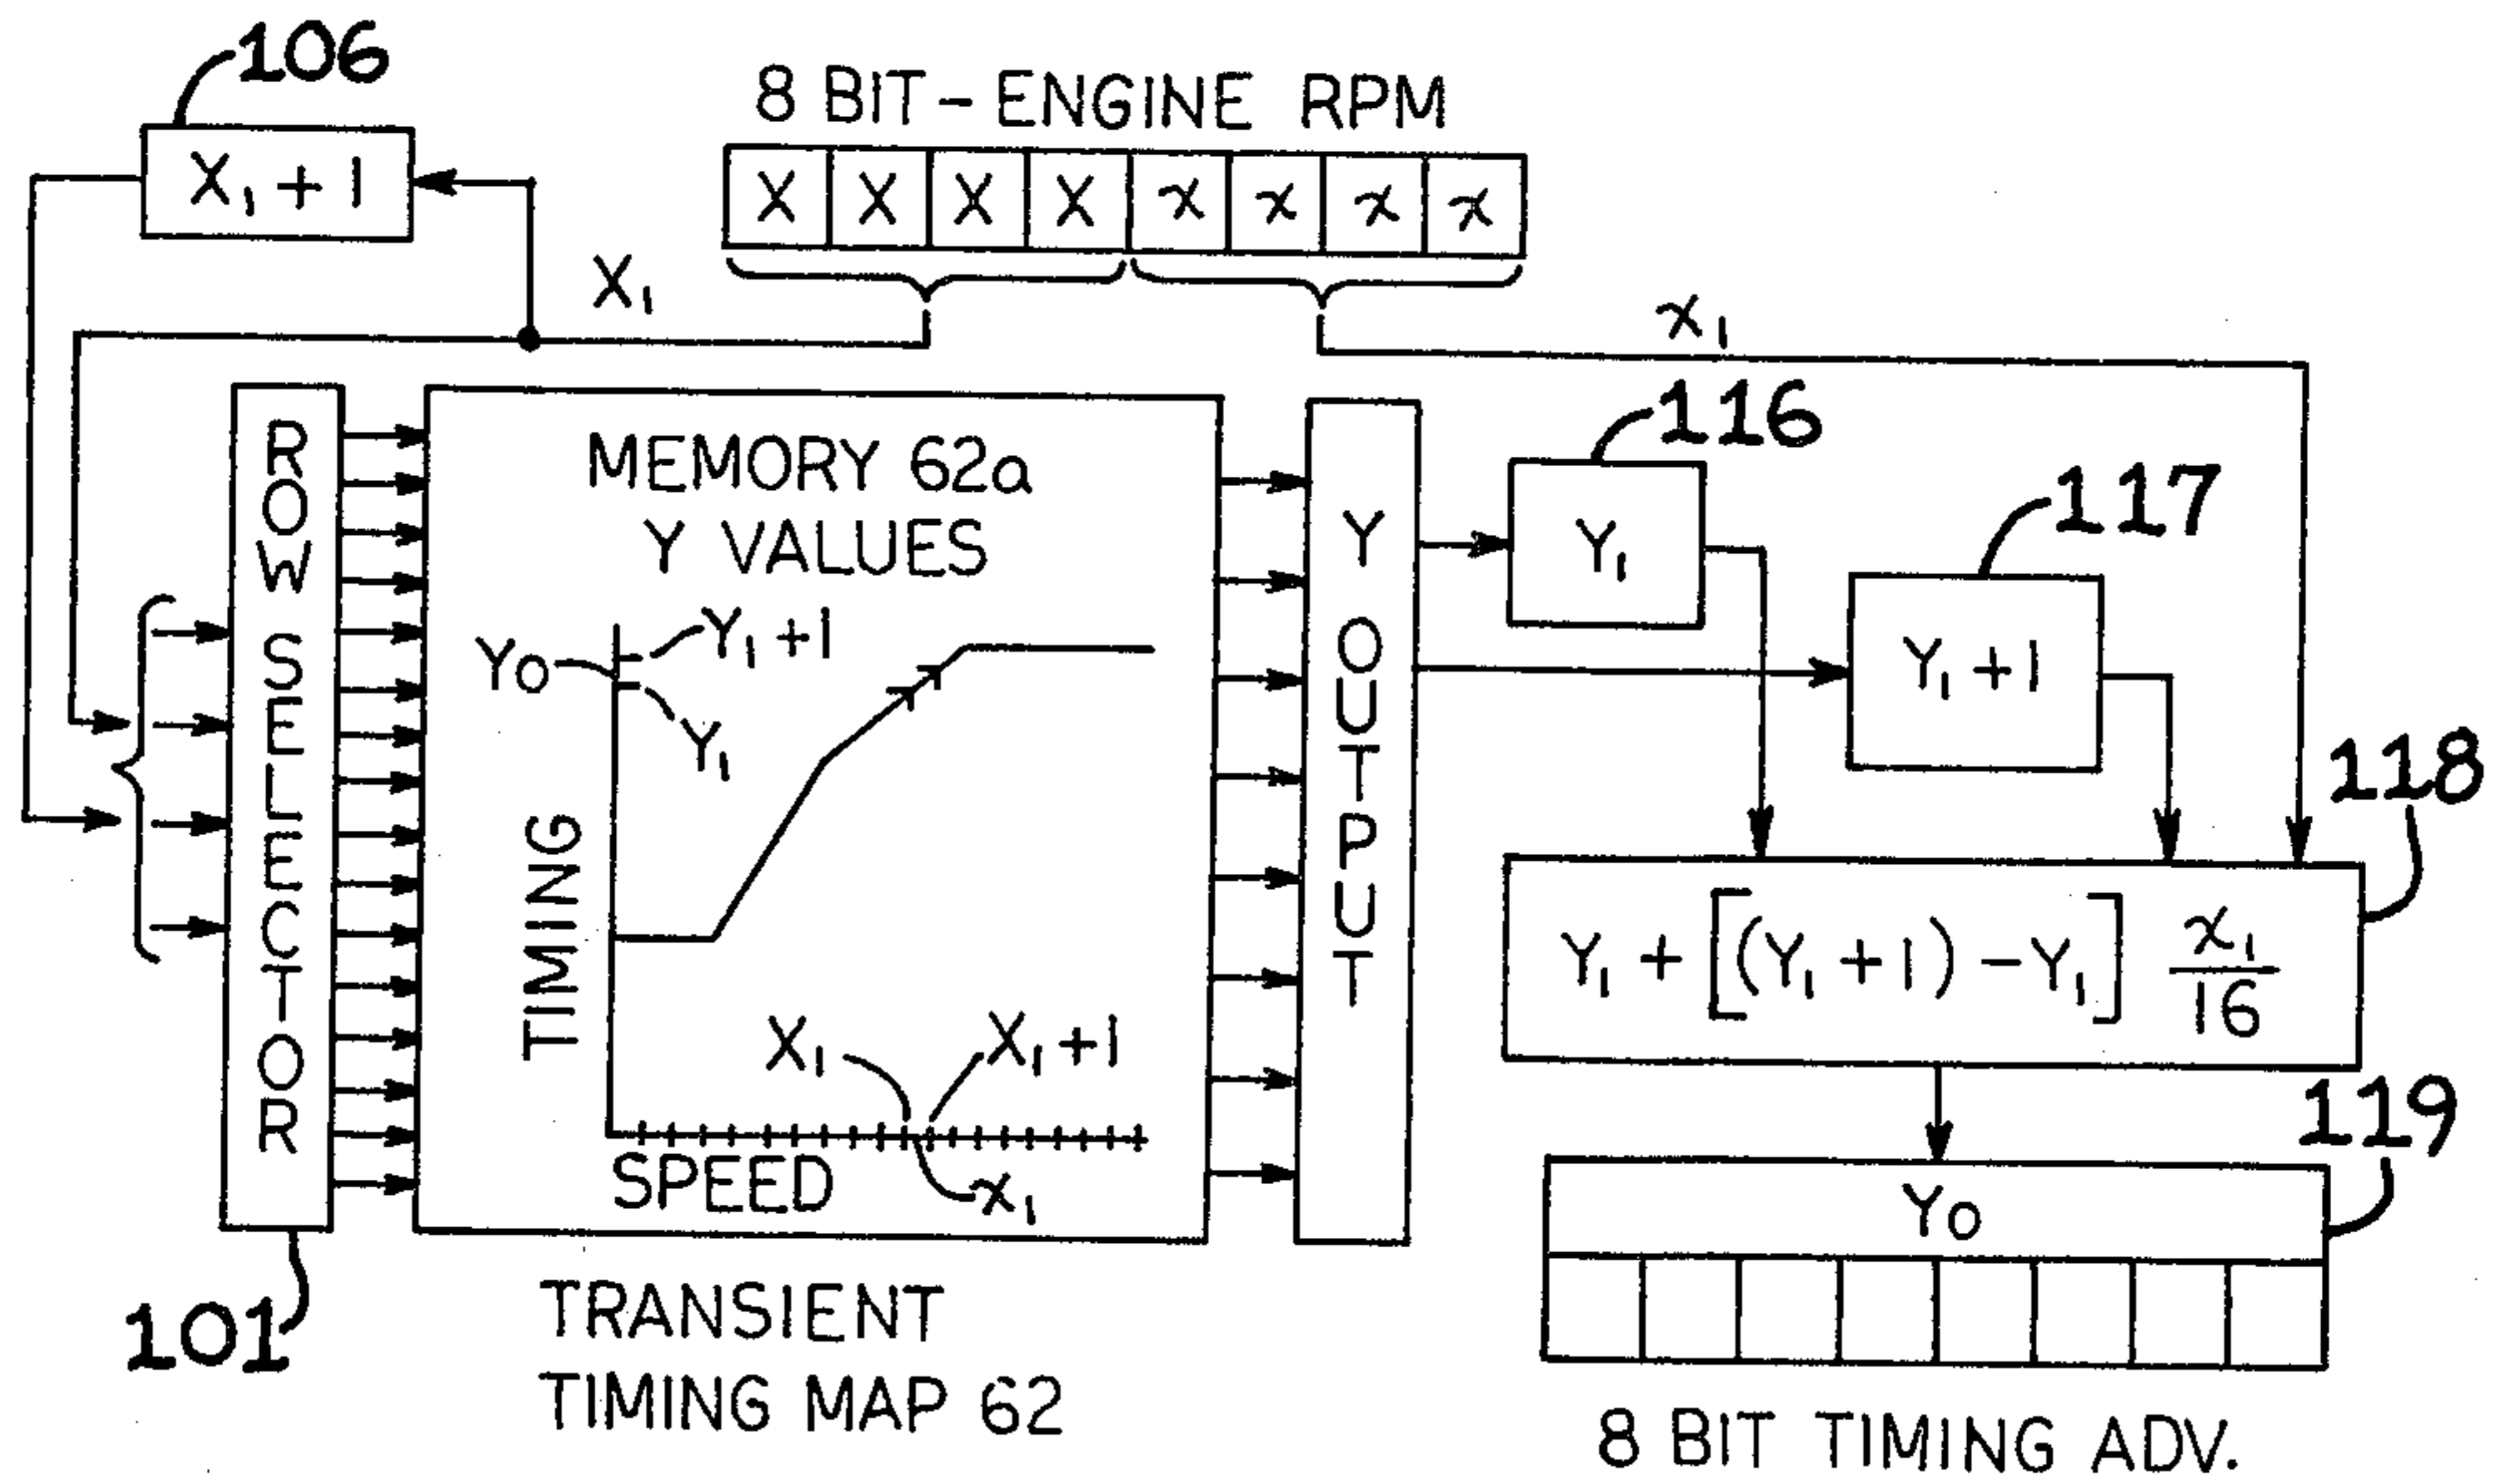 106
8 BIT-ENGINE RPM
X₁ + 1
X X X X x x x x
X₁
x₁
ROW SELECTOR
MEMORY 62a
Y VALUES
Y₁ + 1
Y0
Y₁
TIMING
X₁
X₁ + 1
SPEED
x₁
Y OUTPUT
116
Y₁
117
Y₁ + 1
118
Y₁ + [(Y₁ + 1) - Y₁] x₁/16
119
Y0
101
TRANSIENT
TIMING MAP 62
8 BIT TIMING ADV.